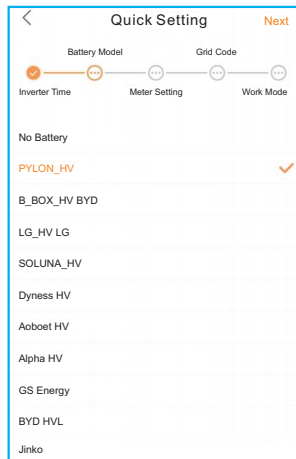 Quick Setting Next
Battery Model Grid Code
Inverter Time Meter Setting Work Mode
No Battery
PYLON_HV
B_BOX_HV BYD
LG_HV LG
SOLUNA_HV
Dyness HV
Aoboet HV
Alpha HV
GS Energy
BYD HVL
Jinko